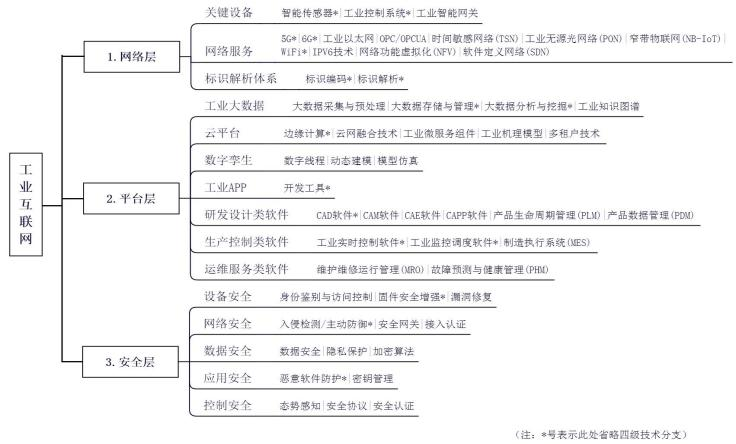 工业互联网
1.网络层
关键设备
智能传感器*|工业控制系统*|工业智能网关
网络服务
5G*|6G*|工业以太网|OPC/OPCUA|时间敏感网络(TSN)|工业无源光网络(PON)|窄带物联网(NB-IoT)
WiFi*|IPV6技术|网络功能虚拟化(NFV)|软件定义网络(SDN)
标识解析体系
标识编码*|标识解析*
2.平台层
工业大数据
大数据采集与预处理|大数据存储与管理*|大数据分析与挖掘*|工业知识图谱
云平台
边缘计算*|云网融合技术|工业微服务组件|工业机理模型|多租户技术
数字孪生
数字线程|动态建模|模型仿真
工业APP
开发工具*
研发设计类软件
CAD软件*|CAM软件|CAE软件|CAPP软件|产品生命周期管理(PLM)|产品数据管理(PDM)
生产控制类软件
工业实时控制软件*|工业监控调度软件*|制造执行系统(MES)
运维服务类软件
维护维修运行管理(MRO)|故障预测与健康管理(PHM)
3.安全层
设备安全
身份鉴别与访问控制|固件安全增强*|漏洞修复
网络安全
入侵检测/主动防御*|安全网关|接入认证
数据安全
数据安全|隐私保护|加密算法
应用安全
恶意软件防护*|密钥管理
控制安全
态势感知|安全协议|安全认证
(注：*号表示此处省略四级技术分支)